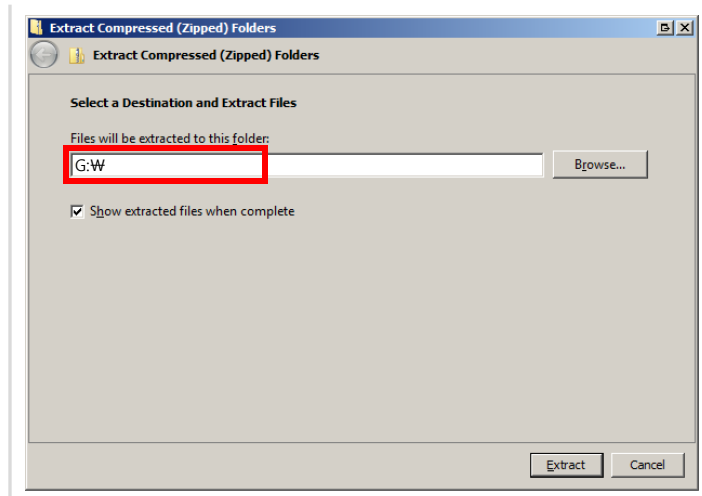 Extract Compressed (Zipped) Folders
Extract Compressed (Zipped) Folders
Select a Destination and Extract Files
Files will be extracted to this folder:
G:₩
Browse...
Show extracted files when complete
Extract
Cancel